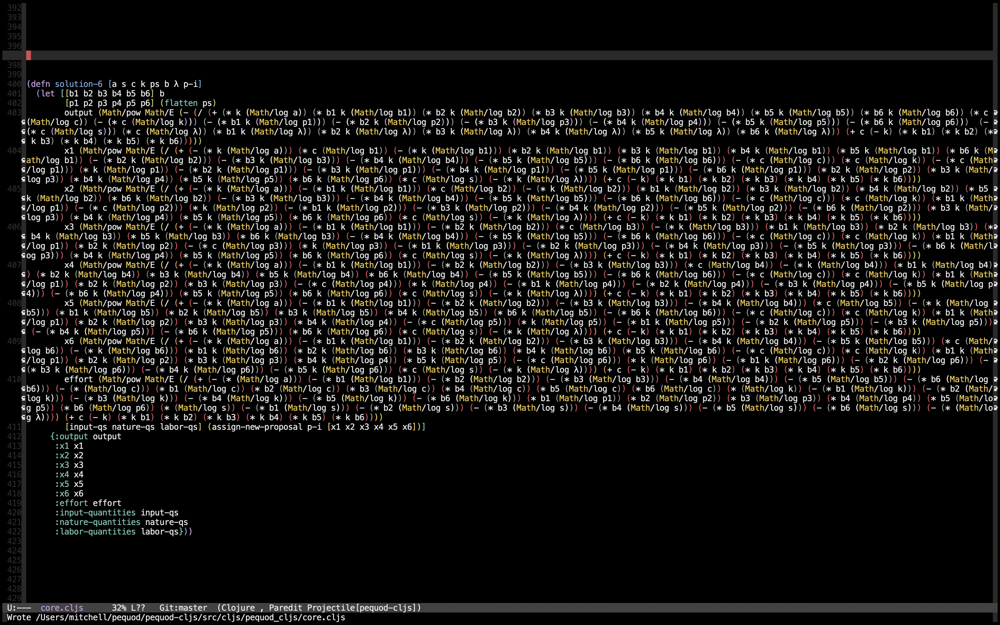 392
393
394
395
396
398
399
400 (defn solution-6 [a s c k ps b λ p-i]
401   (let [[b1 b2 b3 b4 b5 b6] b
402         [p1 p2 p3 p4 p5 p6] (flatten ps)
403         output (Math/pow Math/E (- (/ (+ (* k (Math/log a)) (* b1 k (Math/log b1)) (* b2 k (Math/log b2)) (* b3 k (Math/log b3)) (* b4 k (Math/log b4)) (* b5 k (Math/log b5)) (* b6 k (Math/log b6)) (* c
(Math/log c)) (- (* c (Math/log k))) (- (* b1 k (Math/log p1))) (- (* b2 k (Math/log p2))) (- (* b3 k (Math/log p3))) (- (* b4 k (Math/log p4))) (- (* b5 k (Math/log p5))) (- (* b6 k (Math/log p6)))  (-
(* c (Math/log s))) (* c (Math/log λ)) (* b1 k (Math/log λ)) (* b2 k (Math/log λ)) (* b3 k (Math/log λ)) (* b4 k (Math/log λ)) (* b5 k (Math/log λ)) (* b6 k (Math/log λ))) (+ c (- k) (* k b1) (* k b2) (*
 k b3) (* k b4) (* k b5) (* k b6)))))
404         x1 (Math/pow Math/E (/ (+ (- (* k (Math/log a))) (* c (Math/log b1)) (- (* k (Math/log b1))) (* b2 k (Math/log b1)) (* b3 k (Math/log b1)) (* b4 k (Math/log b1)) (* b5 k (Math/log b1)) (* b6 k (M
ath/log b1)) (- (* b2 k (Math/log b2))) (- (* b3 k (Math/log b3))) (- (* b4 k (Math/log b4))) (- (* b5 k (Math/log b5))) (- (* b6 k (Math/log b6))) (- (* c (Math/log c))) (* c (Math/log k)) (- (* c (Math
/log p1))) (* k (Math/log p1)) (- (* b2 k (Math/log p1))) (- (* b3 k (Math/log p1))) (- (* b4 k (Math/log p1))) (- (* b5 k (Math/log p1))) (- (* b6 k (Math/log p1))) (* b2 k (Math/log p2)) (* b3 k (Math/
log p3)) (* b4 k (Math/log p4)) (* b5 k (Math/log p5)) (* b6 k (Math/log p6)) (* c (Math/log s)) (- (* k (Math/log λ)))) (+ c (- k) (* k b1) (* k b2) (* k b3) (* k b4) (* k b5) (* k b6))))
405         x2 (Math/pow Math/E (/ (+ (- (* k (Math/log a))) (- (* b1 k (Math/log b1))) (* c (Math/log b2)) (- (* k (Math/log b2))) (* b1 k (Math/log b2)) (* b3 k (Math/log b2)) (* b4 k (Math/log b2)) (* b5
k (Math/log b2)) (* b6 k (Math/log b2)) (- (* b3 k (Math/log b3))) (- (* b4 k (Math/log b4))) (- (* b5 k (Math/log b5))) (- (* b6 k (Math/log b6))) (- (* c (Math/log c))) (* c (Math/log k)) (* b1 k (Math
/log p1)) (- (* c (Math/log p2))) (* k (Math/log p2)) (- (* b1 k (Math/log p2))) (- (* b3 k (Math/log p2))) (- (* b4 k (Math/log p2))) (- (* b5 k (Math/log p2))) (- (* b6 k (Math/log p2))) (* b3 k (Math/
log p3)) (* b4 k (Math/log p4)) (* b5 k (Math/log p5)) (* b6 k (Math/log p6)) (* c (Math/log s)) (- (* k (Math/log λ)))) (+ c (- k) (* k b1) (* k b2) (* k b3) (* k b4) (* k b5) (* k b6))))
406         x3 (Math/pow Math/E (/ (+ (- (* k (Math/log a))) (- (* b1 k (Math/log b1))) (- (* b2 k (Math/log b2))) (* c (Math/log b3)) (- (* k (Math/log b3))) (* b1 k (Math/log b3)) (* b2 k (Math/log b3)) (*
 b4 k (Math/log b3)) (* b5 k (Math/log b3)) (* b6 k (Math/log b3)) (- (* b4 k (Math/log b4))) (- (* b5 k (Math/log b5))) (- (* b6 k (Math/log b6))) (- (* c (Math/log c))) (* c (Math/log k)) (* b1 k (Math
/log p1)) (* b2 k (Math/log p2)) (- (* c (Math/log p3))) (* k (Math/log p3)) (- (* b1 k (Math/log p3))) (- (* b2 k (Math/log p3))) (- (* b4 k (Math/log p3))) (- (* b5 k (Math/log p3))) (- (* b6 k (Math/l
og p3))) (* b4 k (Math/log p4)) (* b5 k (Math/log p5)) (* b6 k (Math/log p6)) (* c (Math/log s)) (- (* k (Math/log λ)))) (+ c (- k) (* k b1) (* k b2) (* k b3) (* k b4) (* k b5) (* k b6))))
407         x4 (Math/pow Math/E (/ (+ (- (* k (Math/log a))) (- (* b1 k (Math/log b1))) (- (* b2 k (Math/log b2))) (- (* b3 k (Math/log b3))) (* c (Math/log b4)) (- (* k (Math/log b4))) (* b1 k (Math/log b4)
) (* b2 k (Math/log b4)) (* b3 k (Math/log b4)) (* b5 k (Math/log b4)) (* b6 k (Math/log b4)) (- (* b5 k (Math/log b5))) (- (* b6 k (Math/log b6))) (- (* c (Math/log c))) (* c (Math/log k)) (* b1 k (Math
/log p1)) (* b2 k (Math/log p2)) (* b3 k (Math/log p3)) (- (* c (Math/log p4))) (* k (Math/log p4)) (- (* b1 k (Math/log p4))) (- (* b2 k (Math/log p4))) (- (* b3 k (Math/log p4))) (- (* b5 k (Math/log p
4))) (- (* b6 k (Math/log p4))) (* b5 k (Math/log p5)) (* b6 k (Math/log p6)) (* c (Math/log s)) (- (* k (Math/log λ)))) (+ c (- k) (* k b1) (* k b2) (* k b3) (* k b4) (* k b5) (* k b6))))
408         x5 (Math/pow Math/E (/ (+ (- (* k (Math/log a))) (- (* b1 k (Math/log b1))) (- (* b2 k (Math/log b2))) (- (* b3 k (Math/log b3))) (- (* b4 k (Math/log b4))) (* c (Math/log b5)) (- (* k (Math/log
b5))) (* b1 k (Math/log b5)) (* b2 k (Math/log b5)) (* b3 k (Math/log b5)) (* b4 k (Math/log b5)) (* b6 k (Math/log b5)) (- (* b6 k (Math/log b6))) (- (* c (Math/log c))) (* c (Math/log k)) (* b1 k (Math
/log p1)) (* b2 k (Math/log p2)) (* b3 k (Math/log p3)) (* b4 k (Math/log p4)) (- (* c (Math/log p5))) (* k (Math/log p5)) (- (* b1 k (Math/log p5))) (- (* b2 k (Math/log p5))) (- (* b3 k (Math/log p5)))
 (- (* b4 k (Math/log p5))) (- (* b6 k (Math/log p5))) (* b6 k (Math/log p6)) (* c (Math/log s)) (- (* k (Math/log λ)))) (+ c (- k) (* k b1) (* k b2) (* k b3) (* k b4) (* k b5) (* k b6))))
409         x6 (Math/pow Math/E (/ (+ (- (* k (Math/log a))) (- (* b1 k (Math/log b1))) (- (* b2 k (Math/log b2))) (- (* b3 k (Math/log b3))) (- (* b4 k (Math/log b4))) (- (* b5 k (Math/log b5))) (* c (Math/
log b6)) (- (* k (Math/log b6))) (* b1 k (Math/log b6)) (* b2 k (Math/log b6)) (* b3 k (Math/log b6)) (* b4 k (Math/log b6)) (* b5 k (Math/log b6)) (- (* c (Math/log c))) (* c (Math/log k)) (* b1 k (Math
/log p1)) (* b2 k (Math/log p2)) (* b3 k (Math/log p3)) (* b4 k (Math/log p4)) (* b5 k (Math/log p5)) (- (* c (Math/log p6))) (* k (Math/log p6)) (- (* b1 k (Math/log p6))) (- (* b2 k (Math/log p6))) (-
(* b3 k (Math/log p6))) (- (* b4 k (Math/log p6))) (- (* b5 k (Math/log p6))) (* c (Math/log s)) (- (* k (Math/log λ)))) (+ c (- k) (* k b1) (* k b2) (* k b3) (* k b4) (* k b5) (* k b6))))
410         effort (Math/pow Math/E (/ (+ (- (* (Math/log a))) (- (* b1 (Math/log b1))) (- (* b2 (Math/log b2))) (- (* b3 (Math/log b3))) (- (* b4 (Math/log b4))) (- (* b5 (Math/log b5))) (- (* b6 (Math/log
b6))) (- (* (Math/log c))) (* b1 (Math/log c)) (* b2 (Math/log c)) (* b3 (Math/log c)) (* b4 (Math/log c)) (* b5 (Math/log c)) (* b6 (Math/log c)) (* (Math/log k)) (- (* b1 (Math/log k))) (- (* b2 (Math/
log k))) (- (* b3 (Math/log k))) (- (* b4 (Math/log k))) (- (* b5 (Math/log k))) (- (* b6 (Math/log k))) (* b1 (Math/log p1)) (* b2 (Math/log p2)) (* b3 (Math/log p3)) (* b4 (Math/log p4)) (* b5 (Math/lo
g p5)) (* b6 (Math/log p6)) (* (Math/log s)) (- (* b1 (Math/log s))) (- (* b2 (Math/log s))) (- (* b3 (Math/log s))) (- (* b4 (Math/log s))) (- (* b5 (Math/log s))) (- (* b6 (Math/log s))) (- (* (Math/lo
g λ)))) (+ c (- k) (* k b1) (* k b2) (* k b3) (* k b4) (* k b5) (* k b6))))
411         [input-qs nature-qs labor-qs] (assign-new-proposal p-i [x1 x2 x3 x4 x5 x6])]
412      {:output output
413       :x1 x1
414       :x2 x2
415       :x3 x3
416       :x4 x4
417       :x5 x5
418       :x6 x6
419       :effort effort
420       :input-quantities input-qs
421       :nature-quantities nature-qs
422       :labor-quantities labor-qs}))
423
424
425
426
427
428
429
U:---  core.cljs      32% L??   Git:master  (Clojure , Paredit Projectile[pequod-cljs])
Wrote /Users/mitchell/pequod/pequod-cljs/src/cljs/pequod_cljs/core.cljs